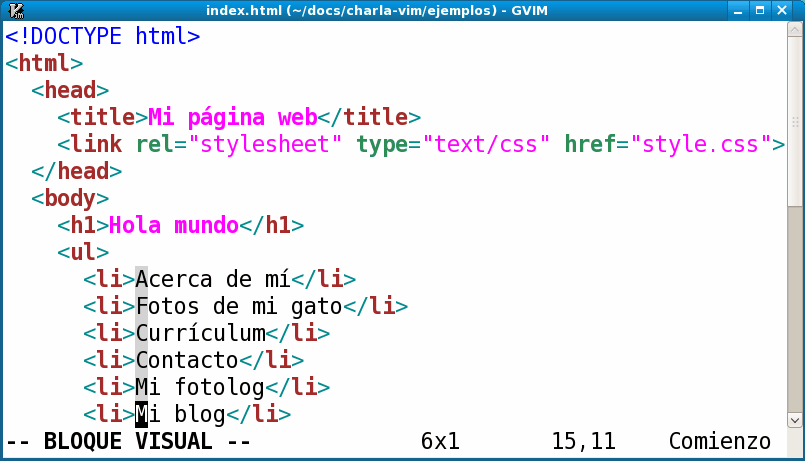 index.html (~/docs/charla-vim/ejemplos) - GVIM
<!DOCTYPE html>
<html>
  <head>
    <title>Mi página web</title>
    <link rel="stylesheet" type="text/css" href="style.css">
  </head>
  <body>
    <h1>Hola mundo</h1>
    <ul>
      <li>Acerca de mí</li>
      <li>Fotos de mi gato</li>
      <li>Currículum</li>
      <li>Contacto</li>
      <li>Mi fotolog</li>
      <li>Mi blog</li>
-- BLOQUE VISUAL -- 6x1 15,11 Comienzo